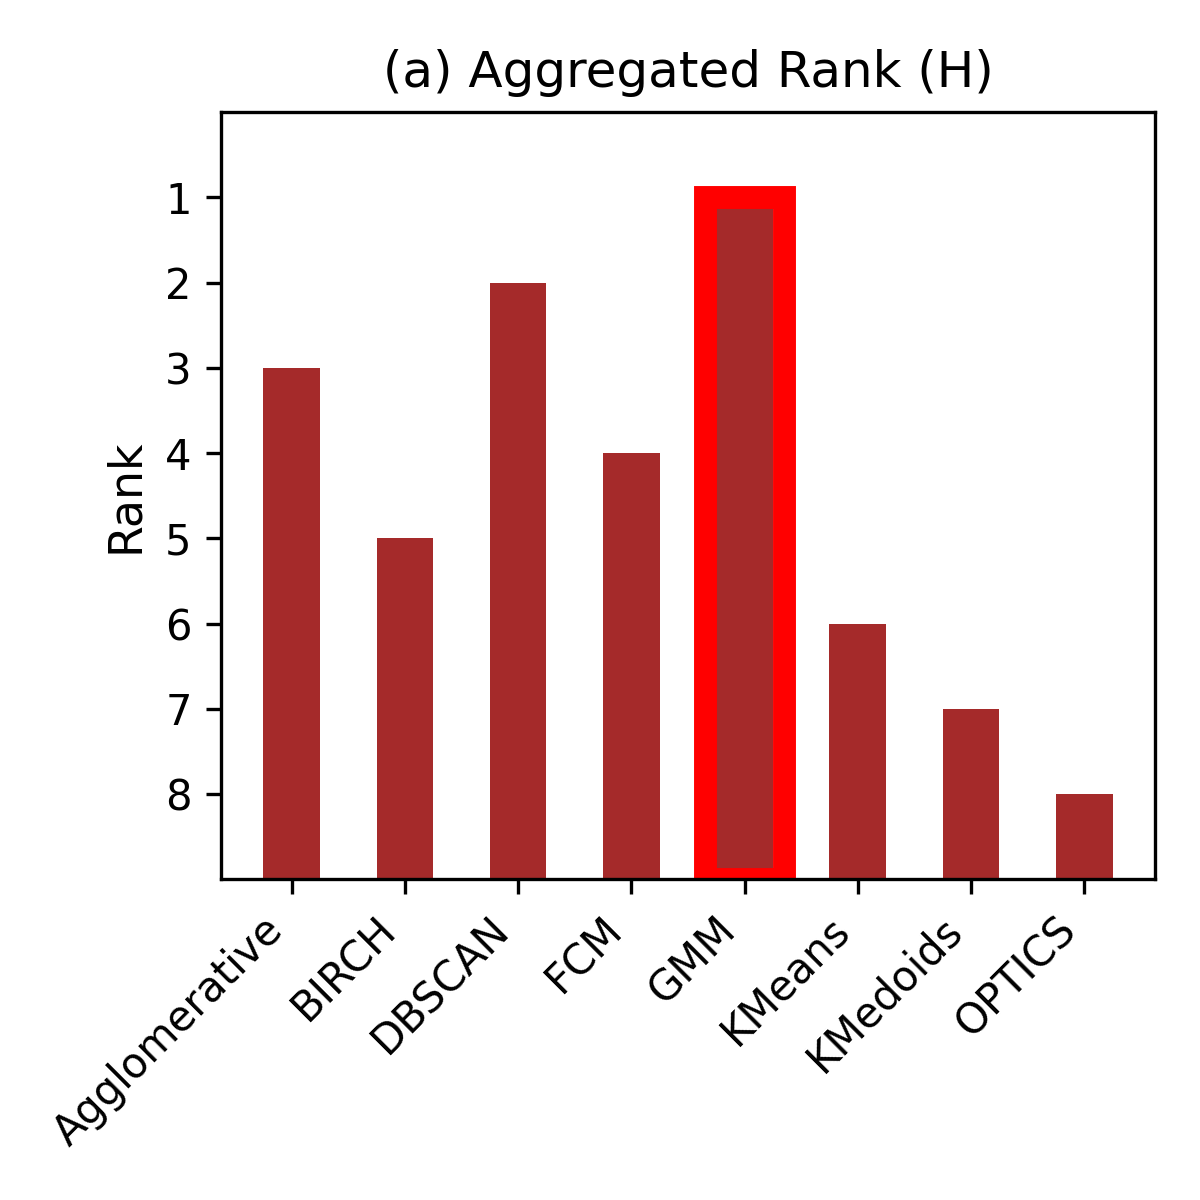 (a) Aggregated Rank (H)
Rank
1
2
3
4
5
6
7
8
Agglomerative
BIRCH
DBSCAN
FCM
GMM
KMeans
KMedoids
OPTICS